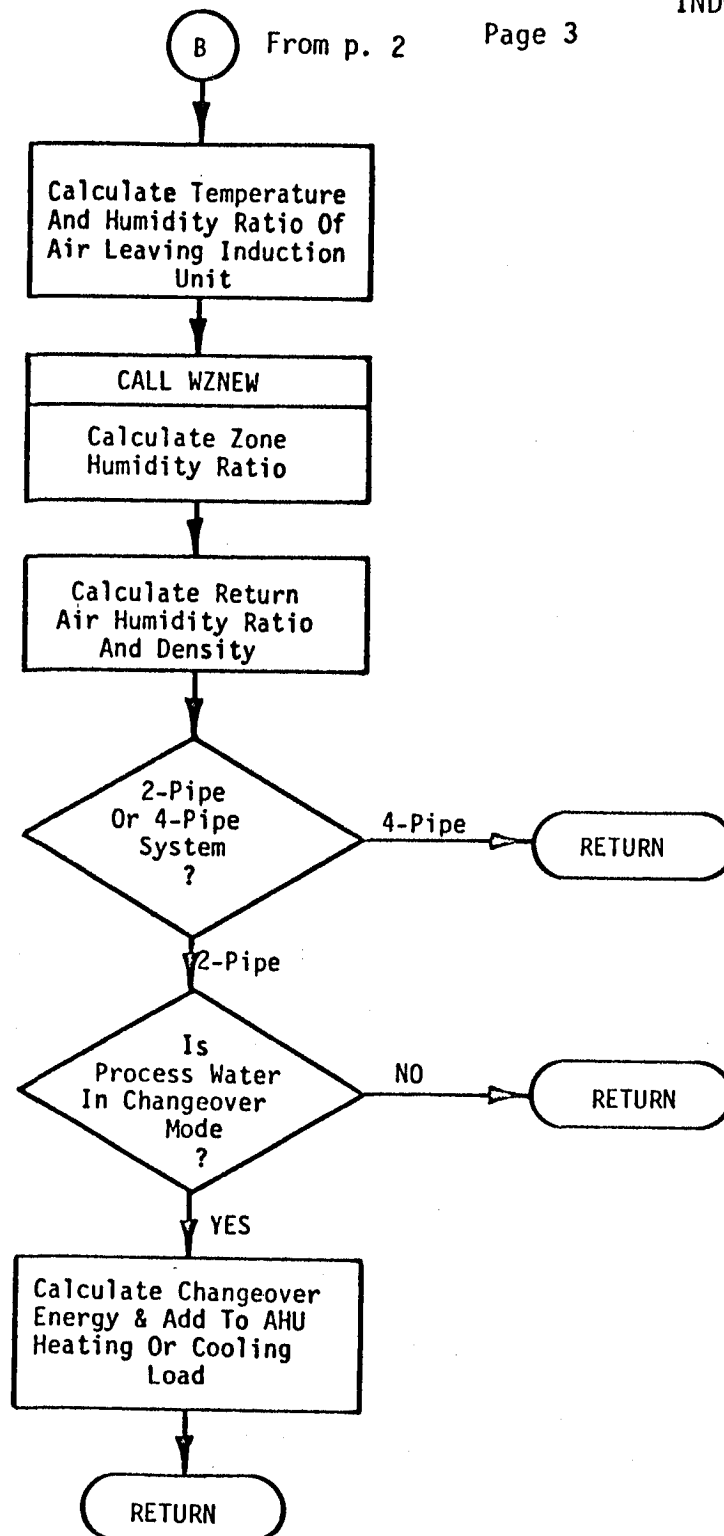 B
From p. 2
Page 3
IND
Calculate Temperature
And Humidity Ratio Of
Air Leaving Induction
Unit
CALL WZNEW
Calculate Zone
Humidity Ratio
Calculate Return
Air Humidity Ratio
And Density
2-Pipe
Or 4-Pipe
System
?
4-Pipe
RETURN
2-Pipe
Is
Process Water
In Changeover
Mode
?
NO
RETURN
YES
Calculate Changeover
Energy & Add To AHU
Heating Or Cooling
Load
RETURN